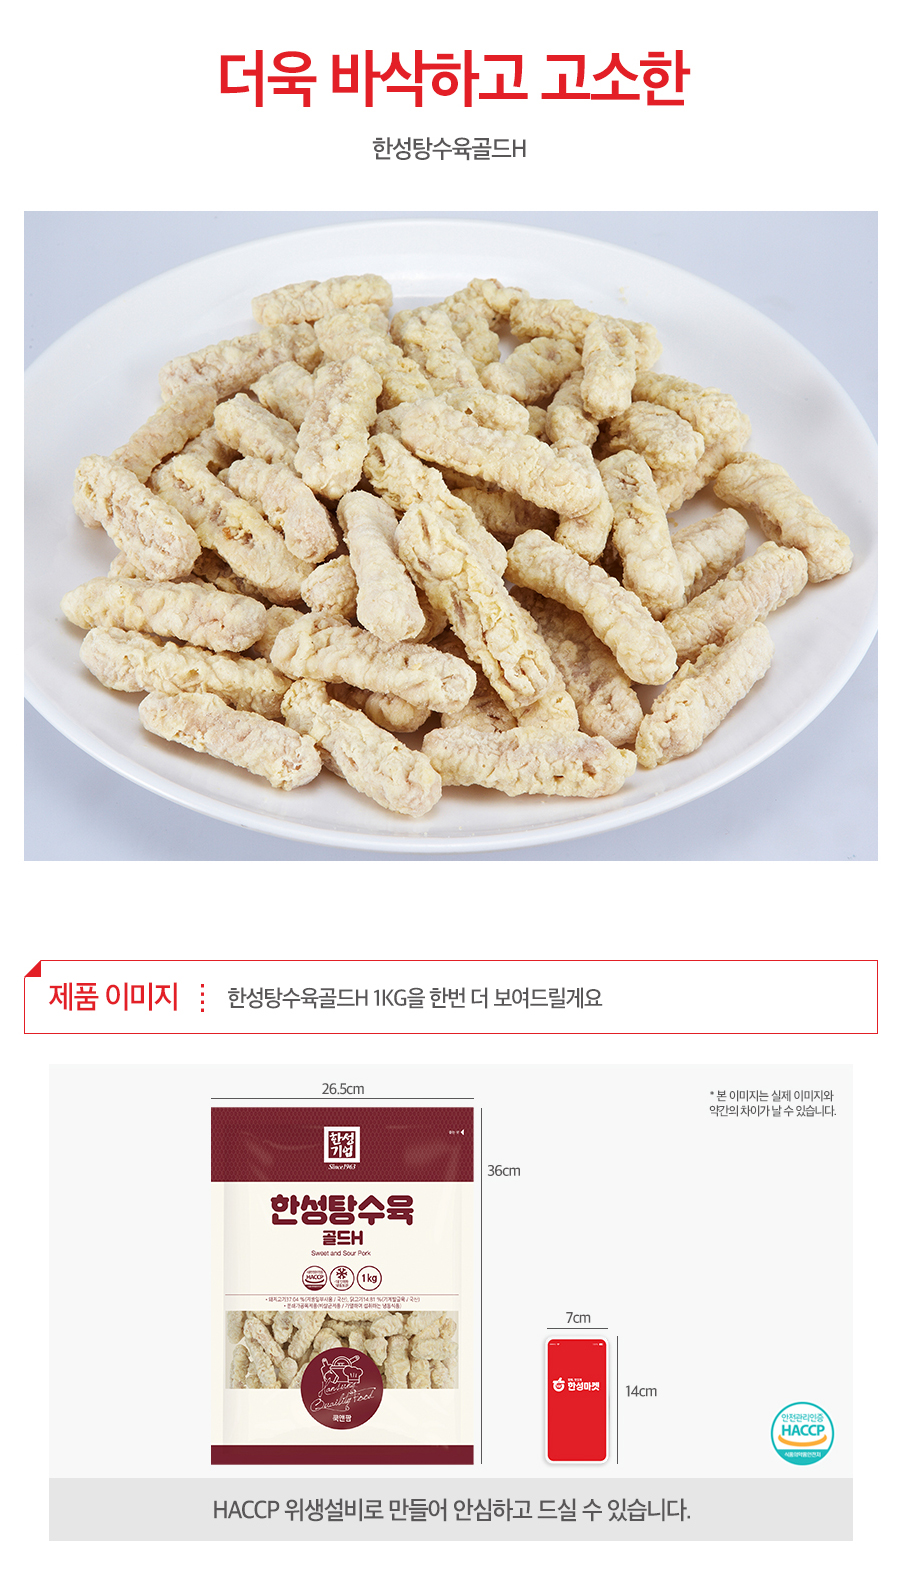 더욱 바삭하고 고소한
한성탕수육골드H
제품 이미지
한성탕수육골드H 1KG을 한번 더 보여드릴게요
26.5cm
* 본 이미지는 실제 이미지와
약간의 차이가 날 수 있습니다.
한성
기업
Since1963
36cm
한성탕수육
골드H
Sweet and Sour Pork
HACCP
1kg
Hansung
Quality Food
쿡앤팜
7cm
한성마켓
14cm
안전관리인증
HACCP
식품의약품안전처
HACCP 위생설비로 만들어 안심하고 드실 수 있습니다.